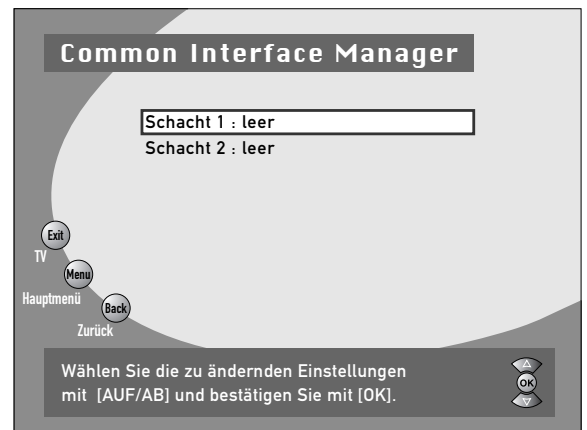 Common Interface Manager
Schacht 1 : leer
Schacht 2 : leer
Exit
TV
Menu
Hauptmenü
Back
Zurück
Wählen Sie die zu ändernden Einstellungen
mit [AUF/AB] und bestätigen Sie mit [OK].
OK